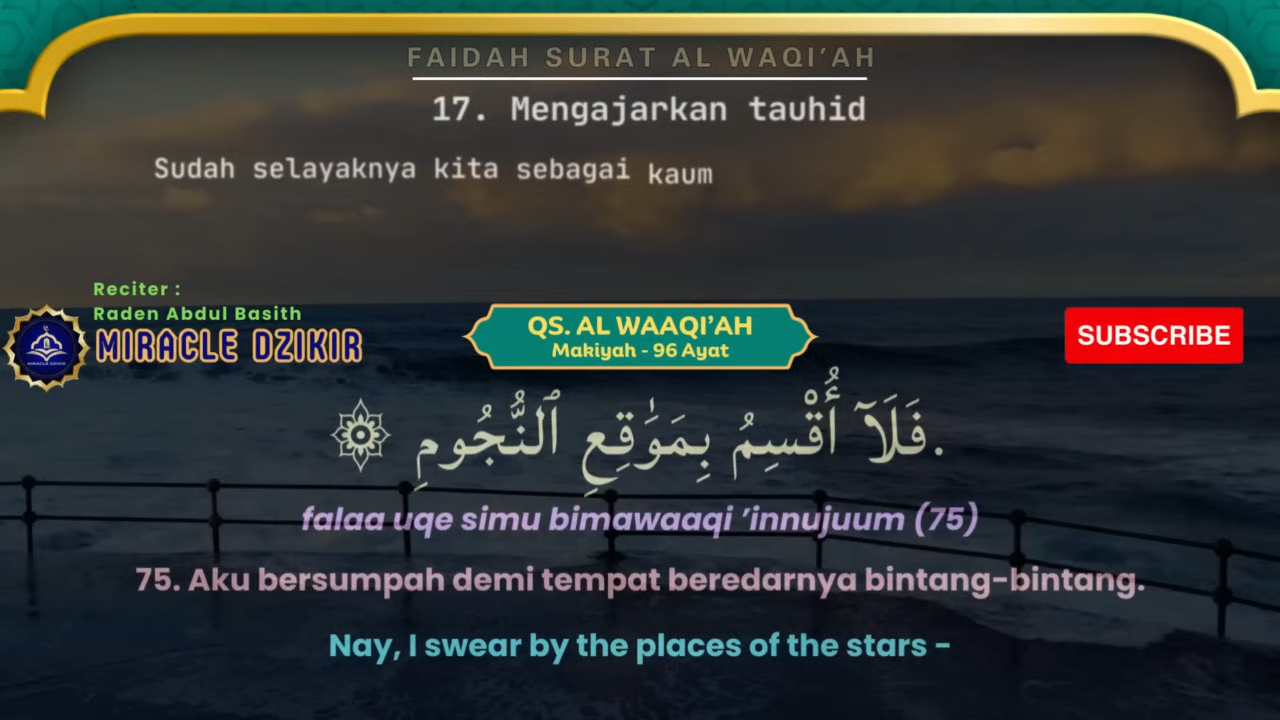 FAIDAH SURAT AL WAQI’AH
17. Mengajarkan tauhid
Sudah selayaknya kita sebagai kaum
Reciter :
Raden Abdul Basith
MIRACLE DZIKIR
QS. AL WAAQI’AH
Makiyah - 96 Ayat
SUBSCRIBE
فَلَآ أُقْسِمُ بِمَوَٰقِعِ ٱلنُّجُومِ ۞.
falaa uqe simu bimawaaqi ’innujuum (75)
75. Aku bersumpah demi tempat beredarnya bintang-bintang.
Nay, I swear by the places of the stars -